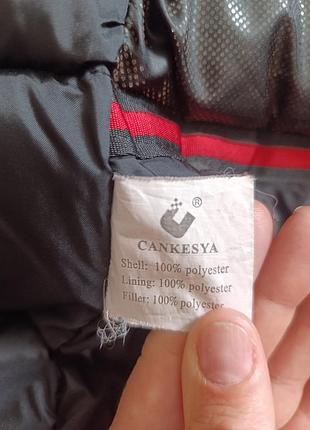 ®
CANKESYA
Shell: 100% polyester
Lining: 100% polyester
Filler: 100% polyester